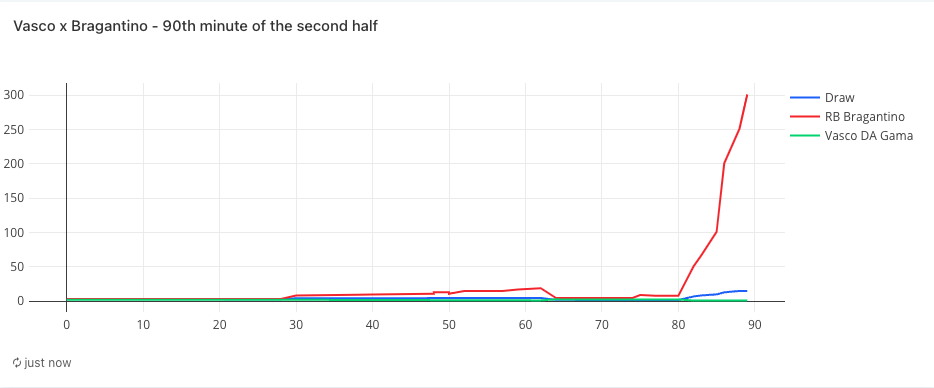 Vasco x Bragantino - 90th minute of the second half
300
250
200
150
100
50
0
0 10 20 30 40 50 60 70 80 90
Draw
RB Bragantino
Vasco DA Gama
just now